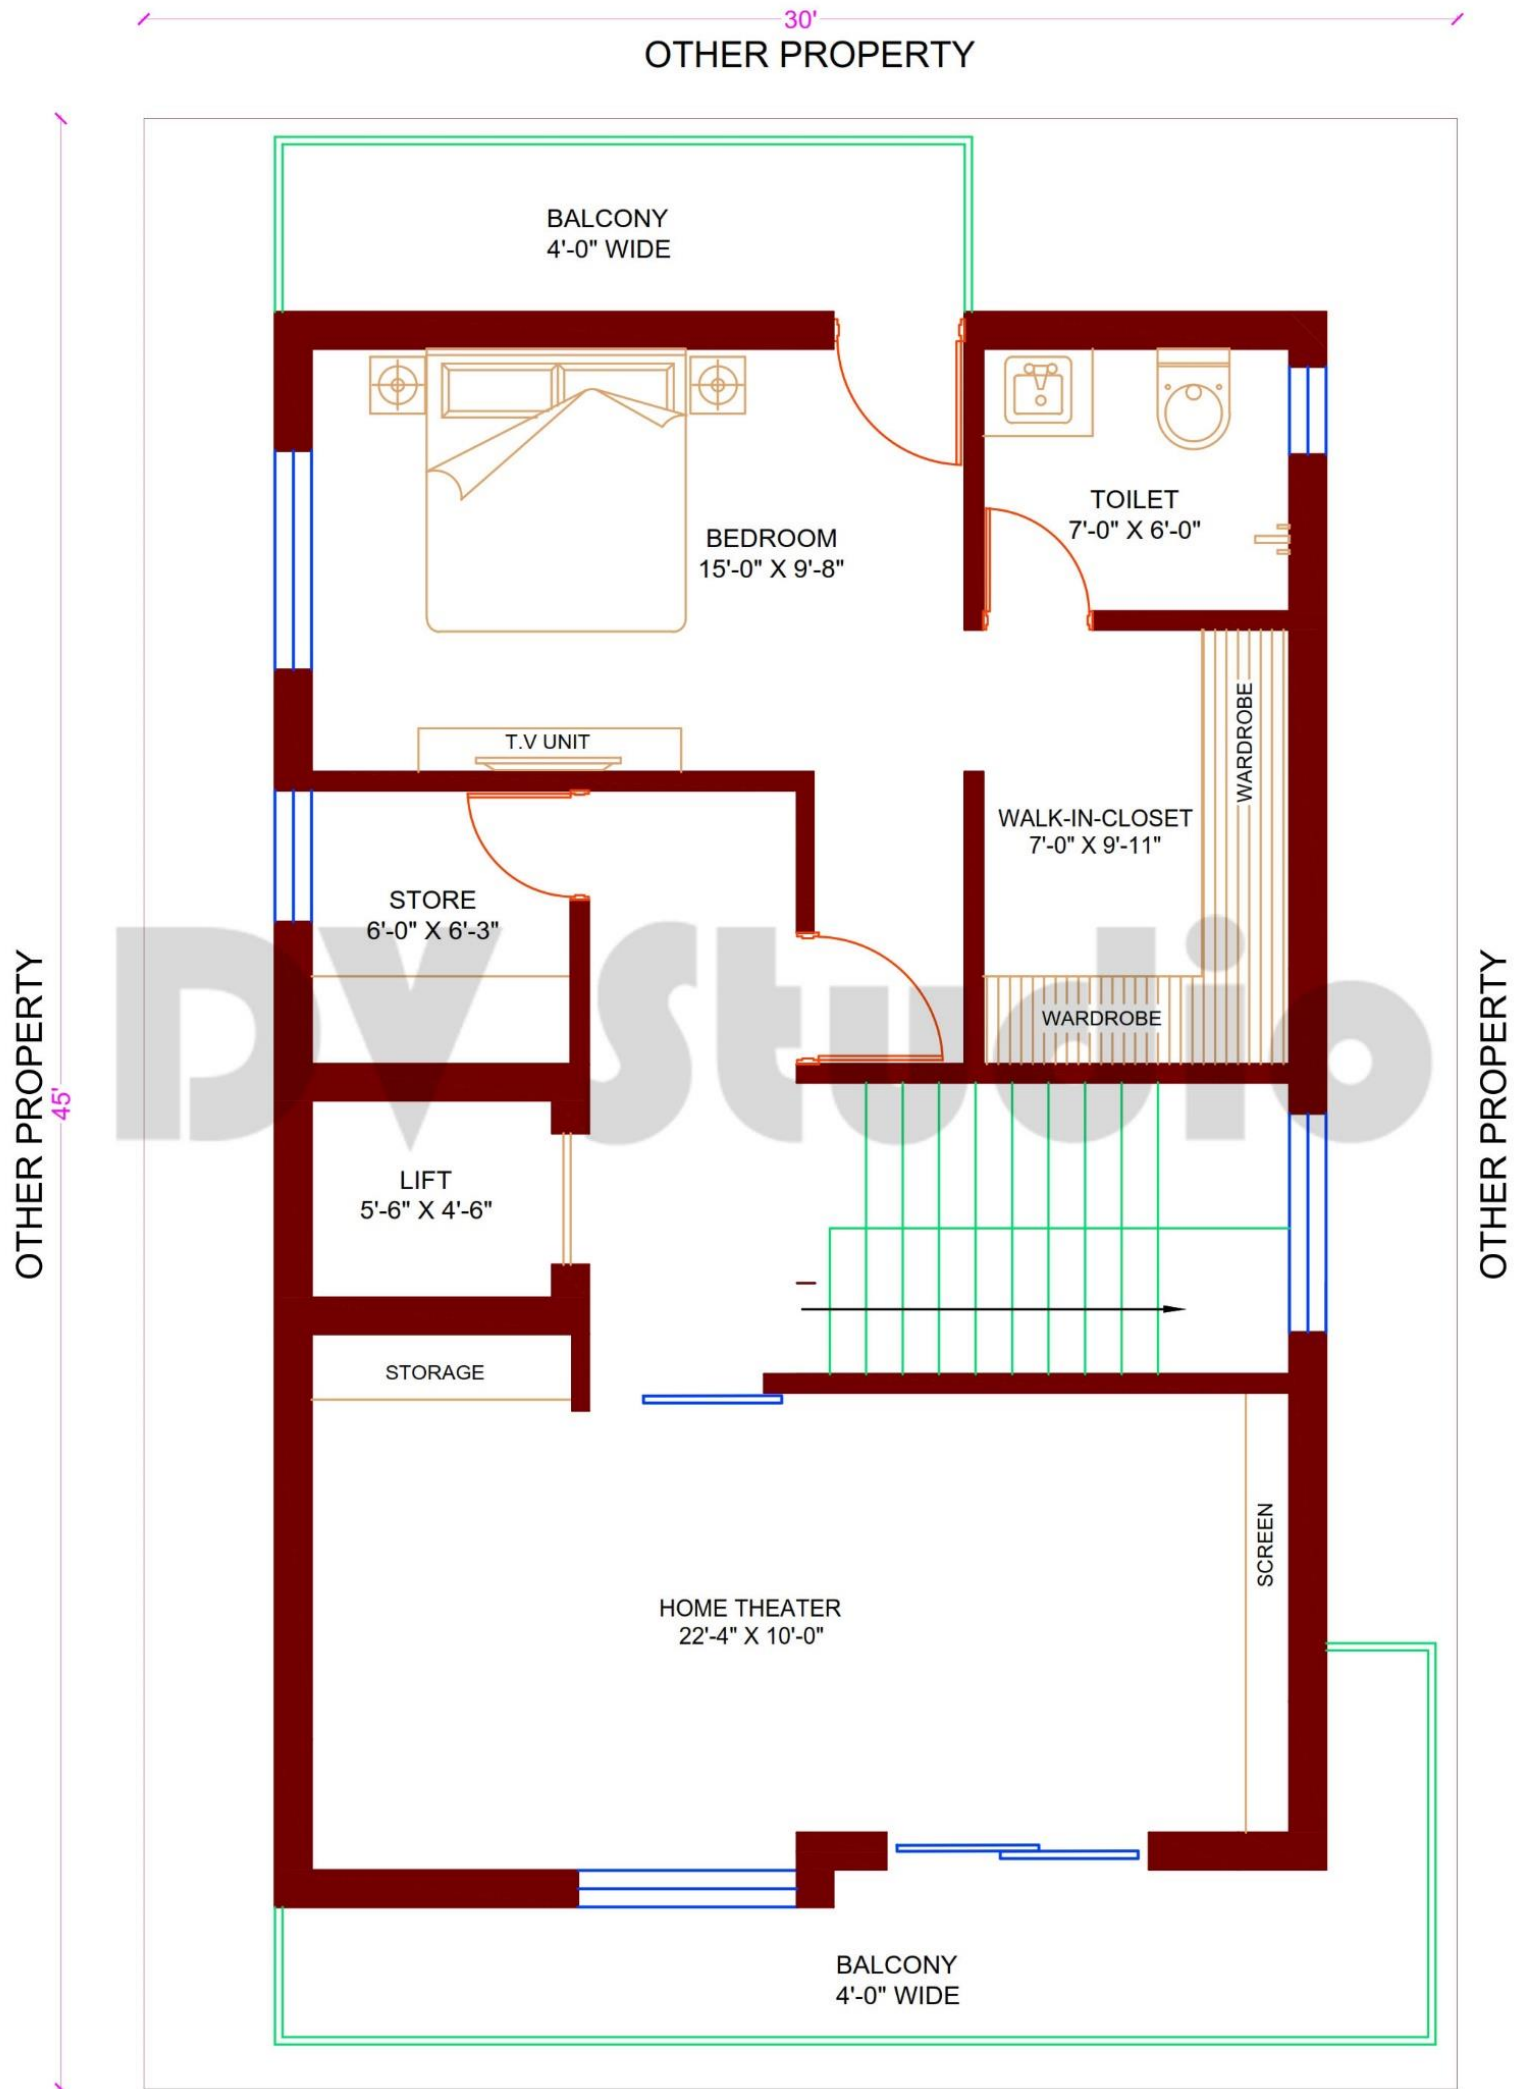 30'
OTHER PROPERTY
BALCONY
4'-0" WIDE
TOILET
7'-0" X 6'-0"
BEDROOM
15'-0" X 9'-8"
T.V UNIT
WARDROBE
WALK-IN-CLOSET
7'-0" X 9'-11"
STORE
6'-0" X 6'-3"
DV Studio
WARDROBE
OTHER PROPERTY
45'
OTHER PROPERTY
LIFT
5'-6" X 4'-6"
STORAGE
SCREEN
HOME THEATER
22'-4" X 10'-0"
BALCONY
4'-0" WIDE